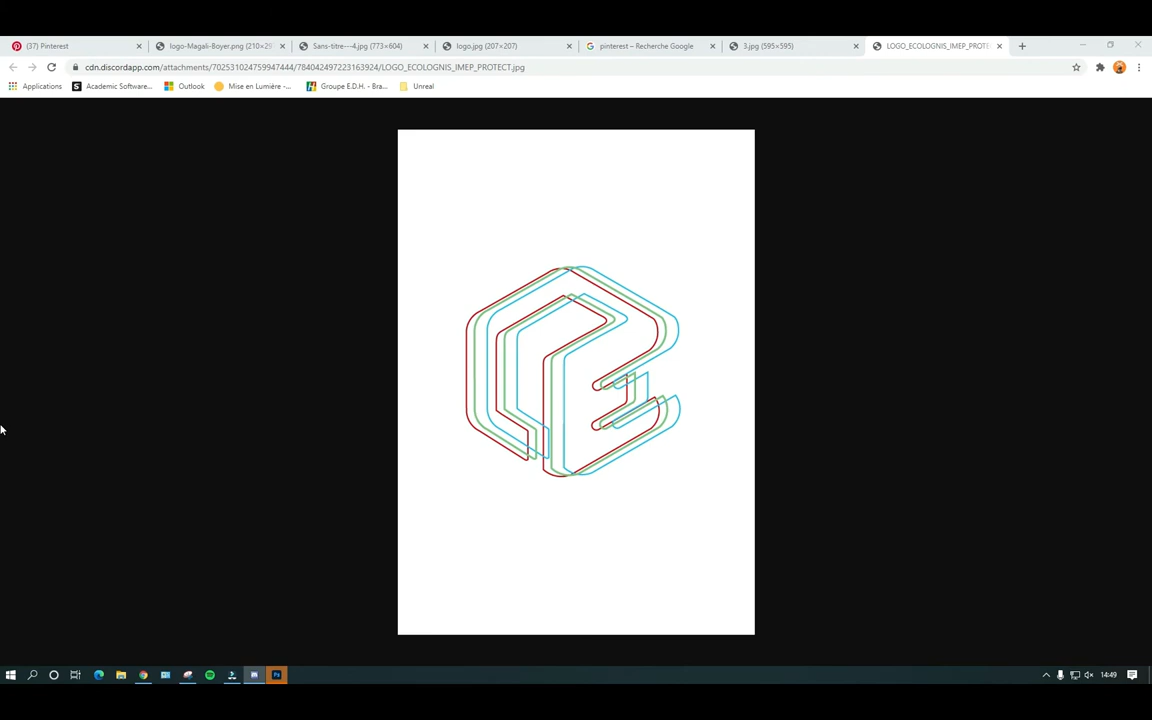 (37) Pinterest
logo-Magali-Boyer.png (210×29
Sans-titre---4.jpg (773×604)
logo.jpg (207×207)
pinterest – Recherche Google
3.jpg (595×595)
LOGO_ECOLOGNIS_IMEP_PROTE
cdn.discordapp.com/attachments/702531024759947444/784042497223163924/LOGO_ECOLOGNIS_IMEP_PROTECT.jpg
Applications
Academic Software...
Outlook
Mise en Lumière -...
Groupe E.D.H. - Bra...
Unreal
14:49